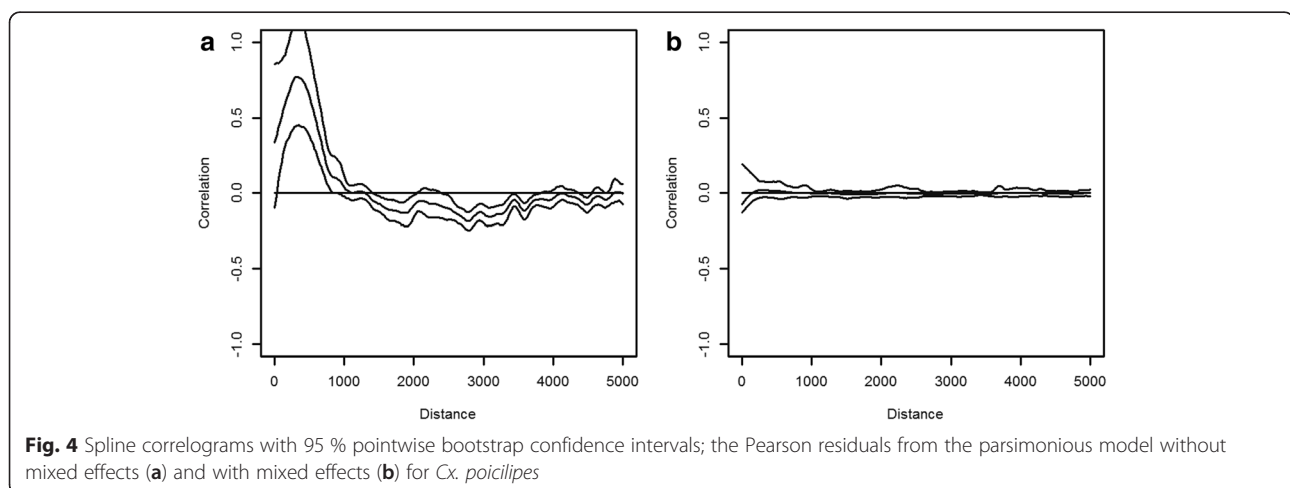 a
b
1.0
0.5
0.0
-0.5
-1.0
Correlation
0 1000 2000 3000 4000 5000
Distance
1.0
0.5
0.0
-0.5
-1.0
Correlation
0 1000 2000 3000 4000 5000
Distance
Fig. 4 Spline correlograms with 95 % pointwise bootstrap confidence intervals; the Pearson residuals from the parsimonious model without
mixed effects (a) and with mixed effects (b) for Cx. poicilipes